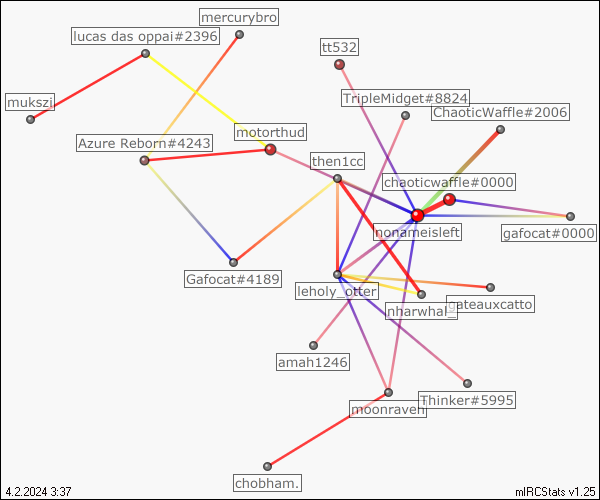 mercurybro
lucas das oppai#2396
tt532
mukszi
TripleMidget#8824
ChaoticWaffle#2006
motorthud
Azure Reborn#4243
then1cc
chaoticwaffle#0000
nonameisleft
gafocat#0000
Gafocat#4189
leholy_otter
nharwhal_
gateauxcatto
amah1246
moonraven
Thinker#5995
chobham.
4.2.2024 3:37
mIRCStats v1.25